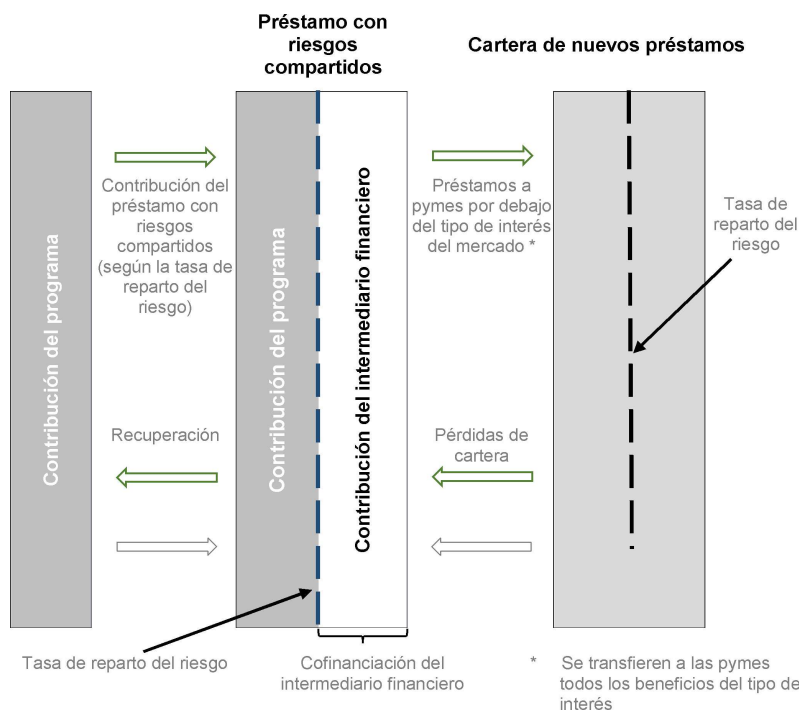 Préstamo con
riesgos
compartidos
Cartera de nuevos préstamos
Contribución del programa
Contribución del
préstamo con
riesgos
compartidos
(según la tasa de
reparto del
riesgo)
Recuperación
Contribución del programa
Contribución del intermediario financiero
Préstamos a
pymes por debajo
del tipo de interés
del mercado *
Pérdidas de
cartera
Tasa de
reparto del
riesgo
Tasa de reparto del riesgo
Cofinanciación del
intermediario financiero
* Se transfieren a las pymes
todos los beneficios del tipo de
interés